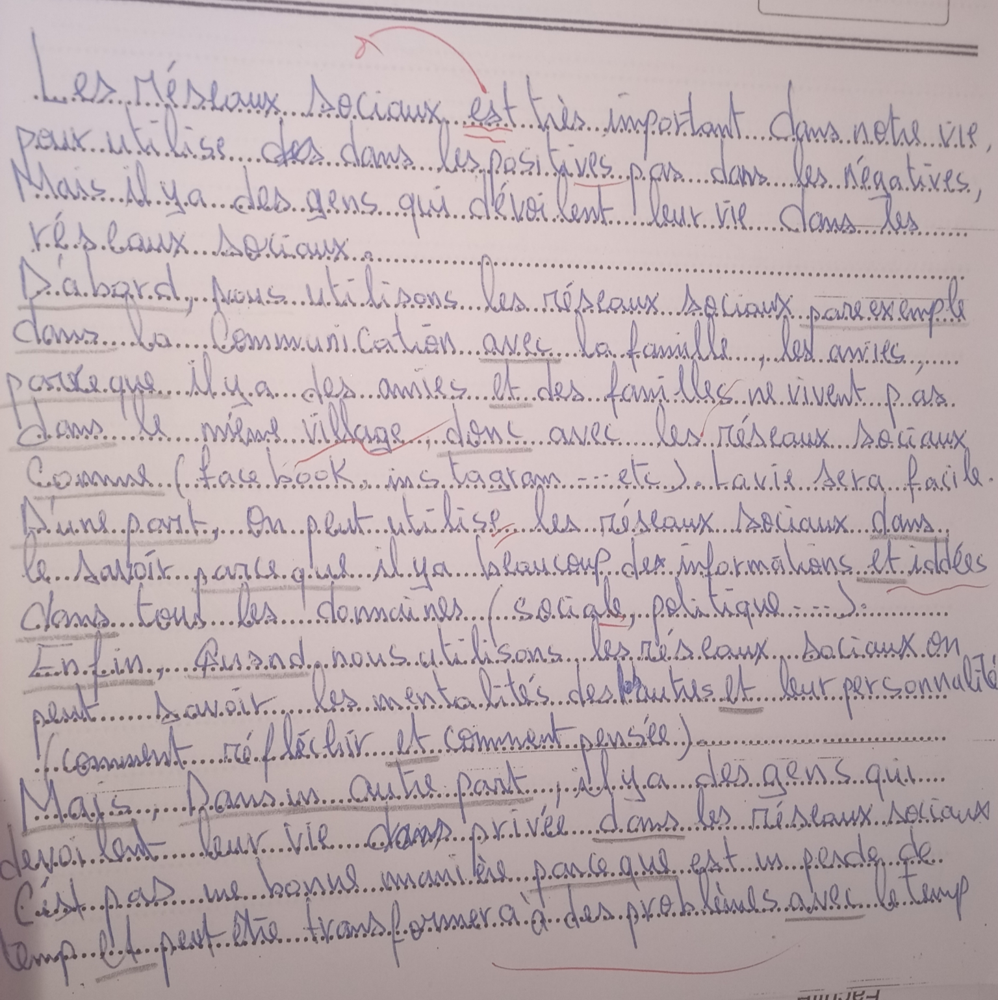 Les réseaux sociaux est très important dans notre vie,
pour utilise des dans les positives pas dans les négatives,
Mais il y a des gens qui dévoilent leur vie dans les
réseaux sociaux.
D'abord, nous utilisons les réseaux sociaux par exemple
dans la Communication avec la famille, les amies,
parceque il y a des amies et des familles ne vivent pas
dans le même village, donc avec les réseaux sociaux
Comme (facebook, instagram ---etc). La vie sera facile.
D'une part, On peut utilise les réseaux sociaux dans
le savoir parce que il y a beaucoup des informations et iddées
dans tous les domaines (sociale, politique ----).
Enfin, Quand nous utilisons les réseaux sociaux on
peut savoir les mentalités des autres et leur personnalité
(comment réfléchir et comment pensée).
Mais, Dans un autre part, il y a des gens qui
devoilent leur vie privée dans les réseaux sociaux
C'est pas une bonne manière parce que est un perde de
temp et peut être transformera à des problèmes avec le temp